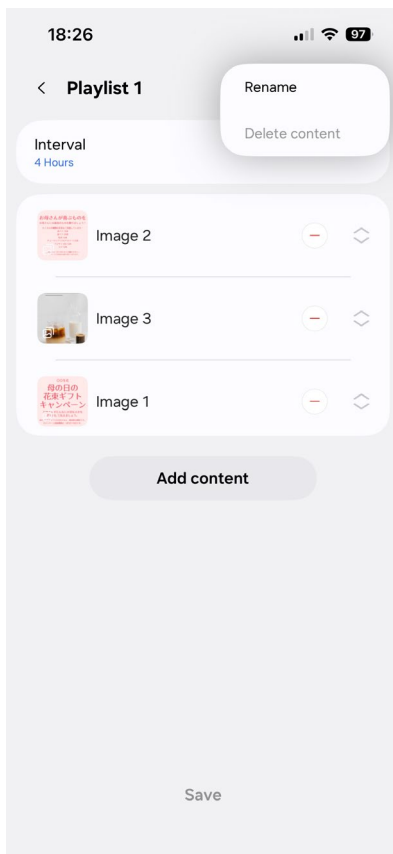 18:26
97
Playlist 1
Rename
Delete content
Interval
4 Hours
Image 2
Image 3
母の日の
花束ギフト
キャンペーン
Image 1
Add content
Save